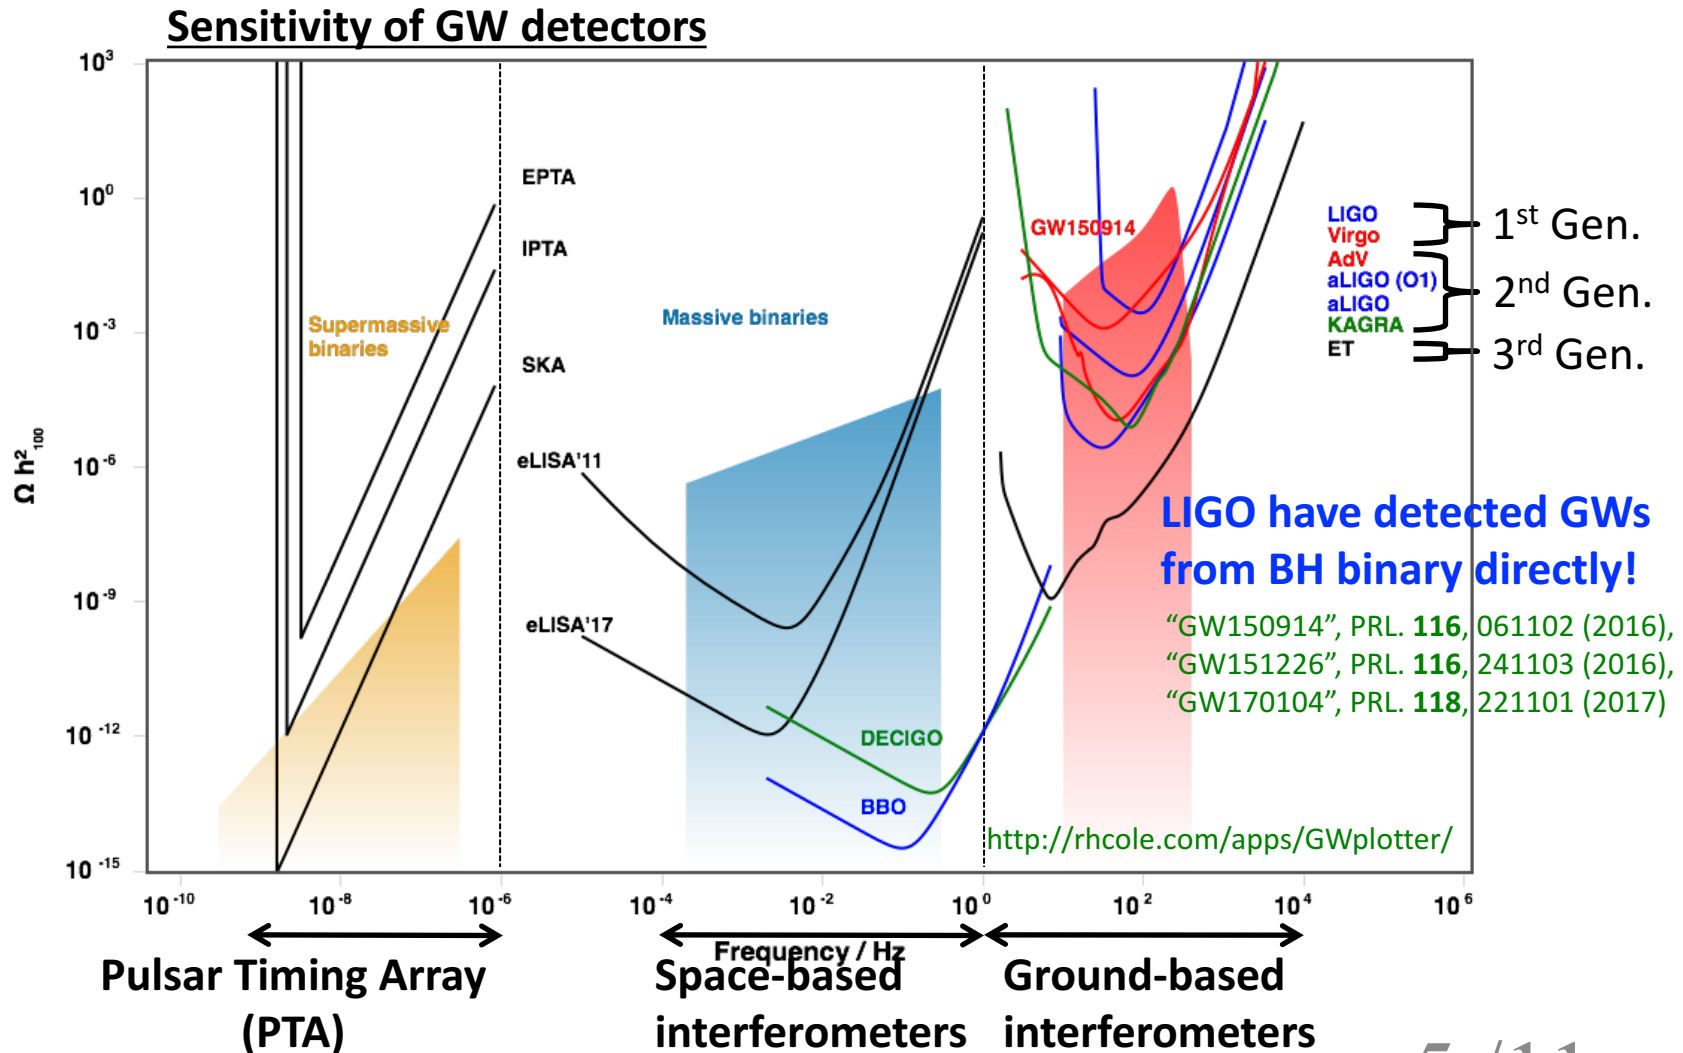 Sensitivity of GW detectors
10³
10⁰
10⁻³
10⁻⁶
10⁻⁹
10⁻¹²
10⁻¹⁵
Ω h²₁₀₀
EPTA
IPTA
SKA
Supermassive
binaries
Massive binaries
eLISA'11
eLISA'17
DECIGO
BBO
GW150914
LIGO
Virgo
AdV
aLIGO (O1)
aLIGO
KAGRA
ET
1st Gen.
2nd Gen.
3rd Gen.
LIGO have detected GWs
from BH binary directly!
“GW150914”, PRL. 116, 061102 (2016),
“GW151226”, PRL. 116, 241103 (2016),
“GW170104”, PRL. 118, 221101 (2017)
http://rhcole.com/apps/GWplotter/
10⁻¹⁰ 10⁻⁸ 10⁻⁶ 10⁻⁴ 10⁻² 10⁰ 10² 10⁴ 10⁶
Frequency / Hz
Pulsar Timing Array
(PTA)
Space-based
interferometers
Ground-based
interferometers